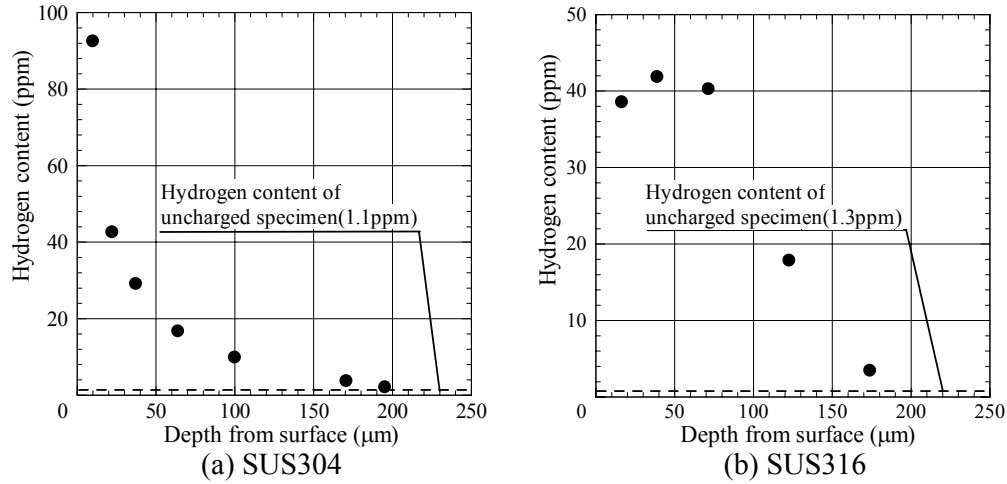 100
80
60
40
20
0
50
100
150
200
250
Hydrogen content (ppm)
Depth from surface (μm)
Hydrogen content of
uncharged specimen(1.1ppm)
(a) SUS304
50
40
30
20
10
0
0
50
100
150
200
250
Hydrogen content (ppm)
Depth from surface (μm)
Hydrogen content of
uncharged specimen(1.3ppm)
(b) SUS316